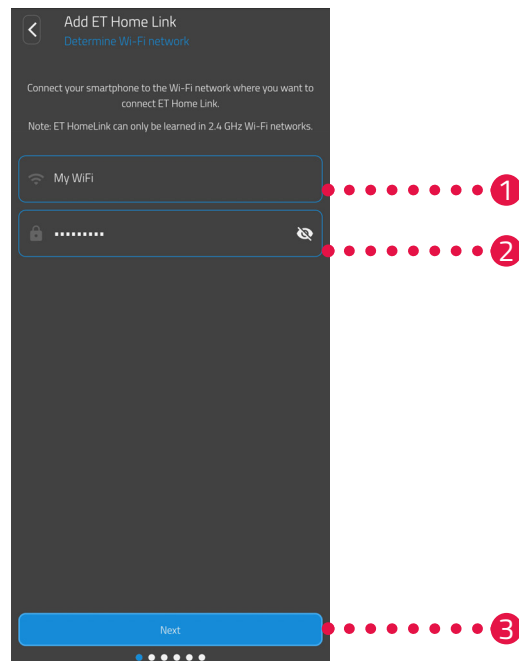 Add ET Home Link
Determine Wi-Fi network
Connect your smartphone to the Wi-Fi network where you want to
connect ET Home Link.
Note: ET HomeLink can only be learned in 2.4 GHz Wi-Fi networks.
My WiFi
1
•••••••••
2
Next
3